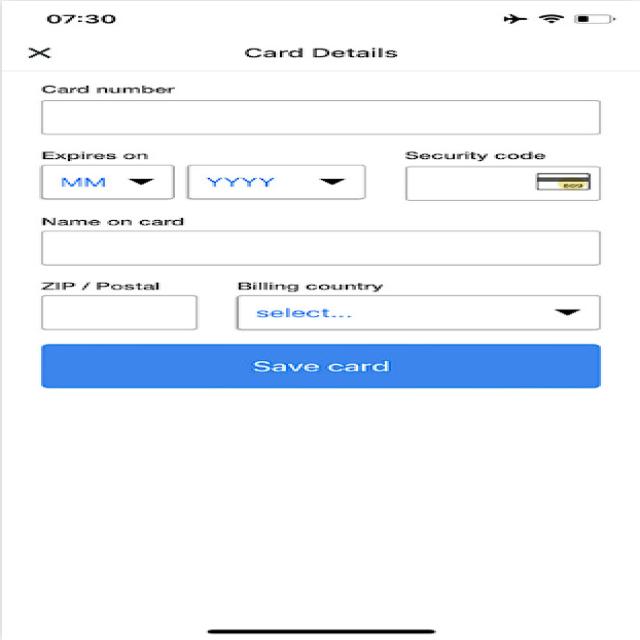 07:30
Card Details
Card number
Expires on
Security code
MM
YYYY
Name on card
ZIP / Postal
Billing country
select...
Save card